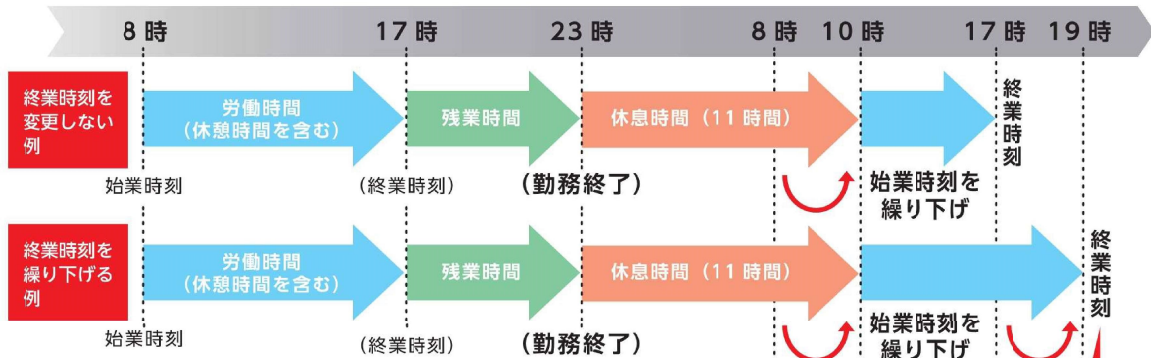 8時 17時 23時 8時 10時 17時 19時
終業時刻を
変更しない
例
労働時間
（休憩時間を含む）
残業時間
休息時間（11時間）
終業時刻
始業時刻
（終業時刻）
（勤務終了）
始業時刻を
繰り下げ
終業時刻を
繰り下げる
例
労働時間
（休憩時間を含む）
残業時間
休息時間（11時間）
終業時刻
始業時刻
（終業時刻）
（勤務終了）
始業時刻を
繰り下げ